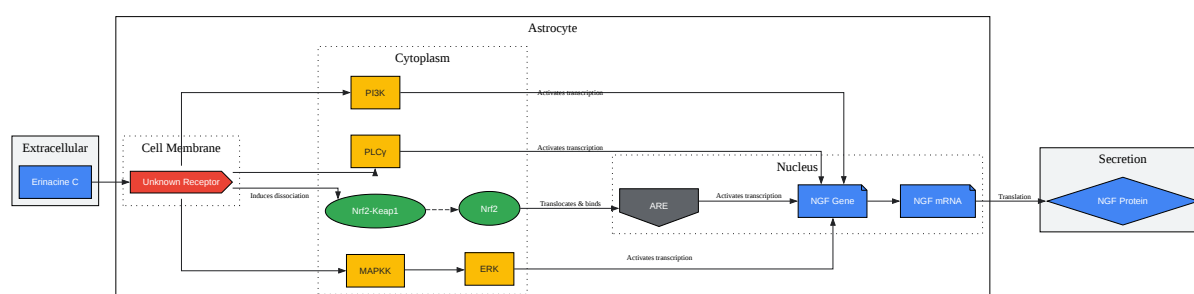 Astrocyte
Cytoplasm
PI3K
Activates transcription
Extracellular
Cell Membrane
PLCγ
Activates transcription
Nucleus
Secretion
Erinacine C
Unknown Receptor
Induces dissociation
Nrf2-Keap1
Nrf2
Translocates & binds
ARE
Activates transcription
NGF Gene
NGF mRNA
Translation
NGF Protein
MAPKK
ERK
Activates transcription